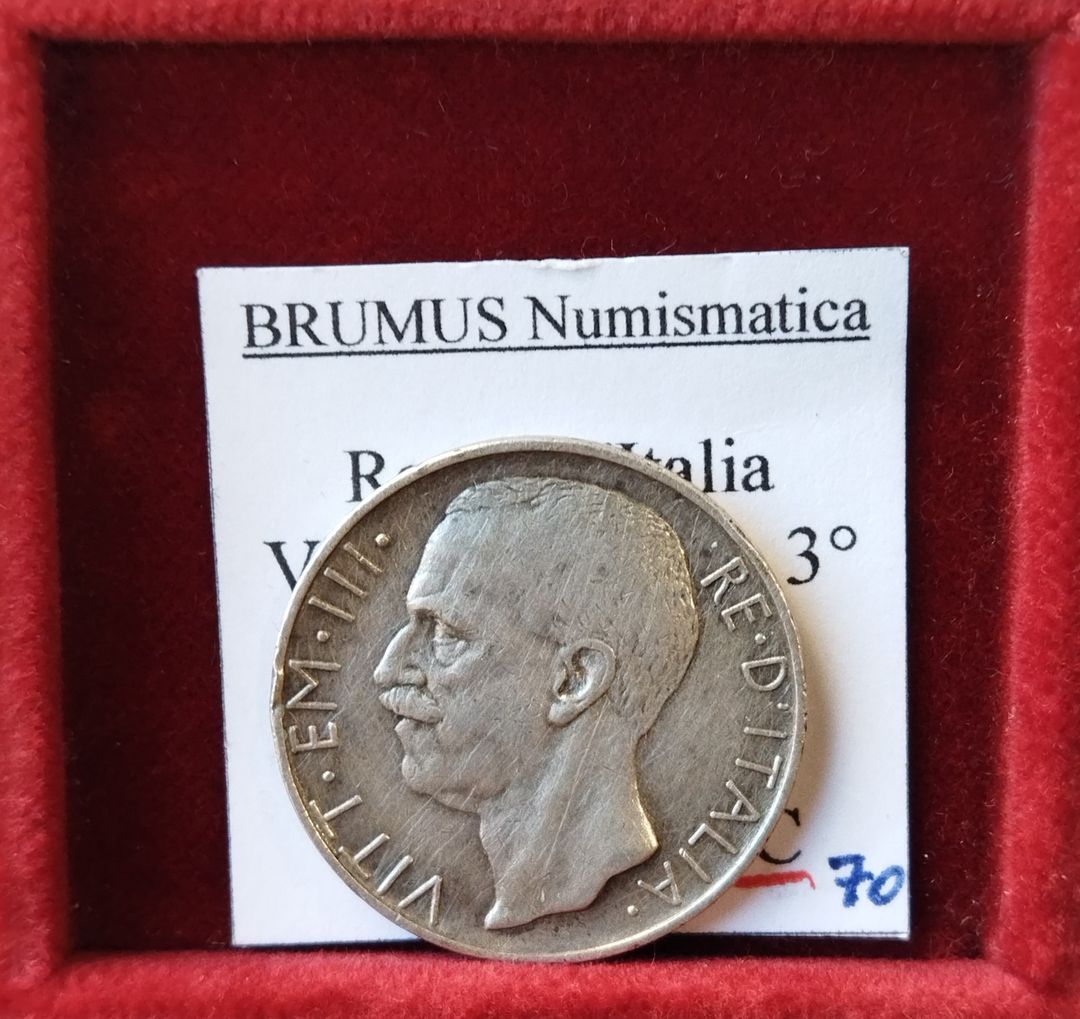 BRUMUS Numismatica
Italia
3°
C
70
VITT·EM·III·
·RE·D'ITALIA·